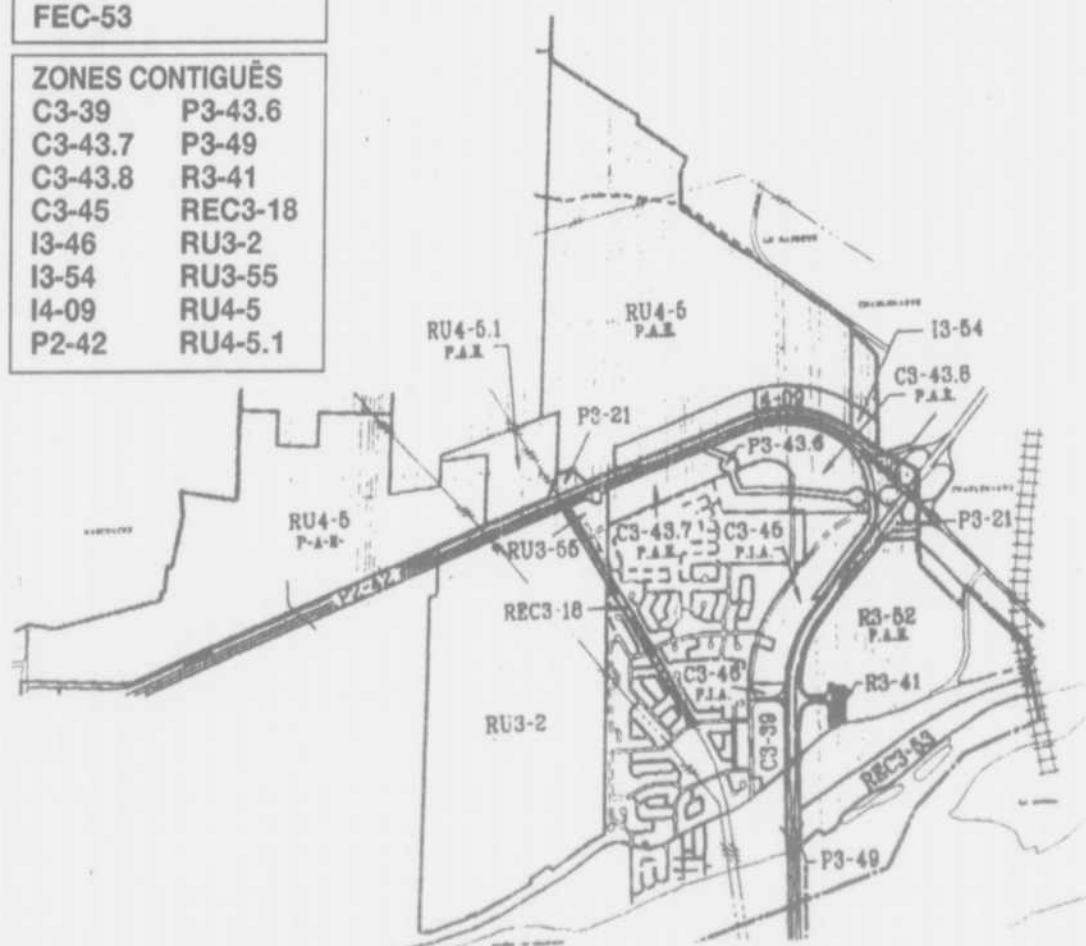 FEC-53
ZONES CONTIGUËS
C3-39 P3-43.6
C3-43.7 P3-49
C3-43.8 R3-41
C3-45 REC3-18
I3-46 RU3-2
I3-54 RU3-55
I4-09 RU4-5
P2-42 RU4-5.1
RU4-5
P.A.E.
RU4-5.1
P.A.E.
I3-54
C3-43.8
P.A.E.
P3-21
P3-43.6
RU4-5
P-A-E-
C3-43.7
P.A.E.
C3-45
P.I.A.
P3-21
RU3-55
P2-42
REC3-18
R3-52
P.A.E.
C3-46
P.I.A.
R3-41
RU3-2
C3-39
REC3-53
P3-49